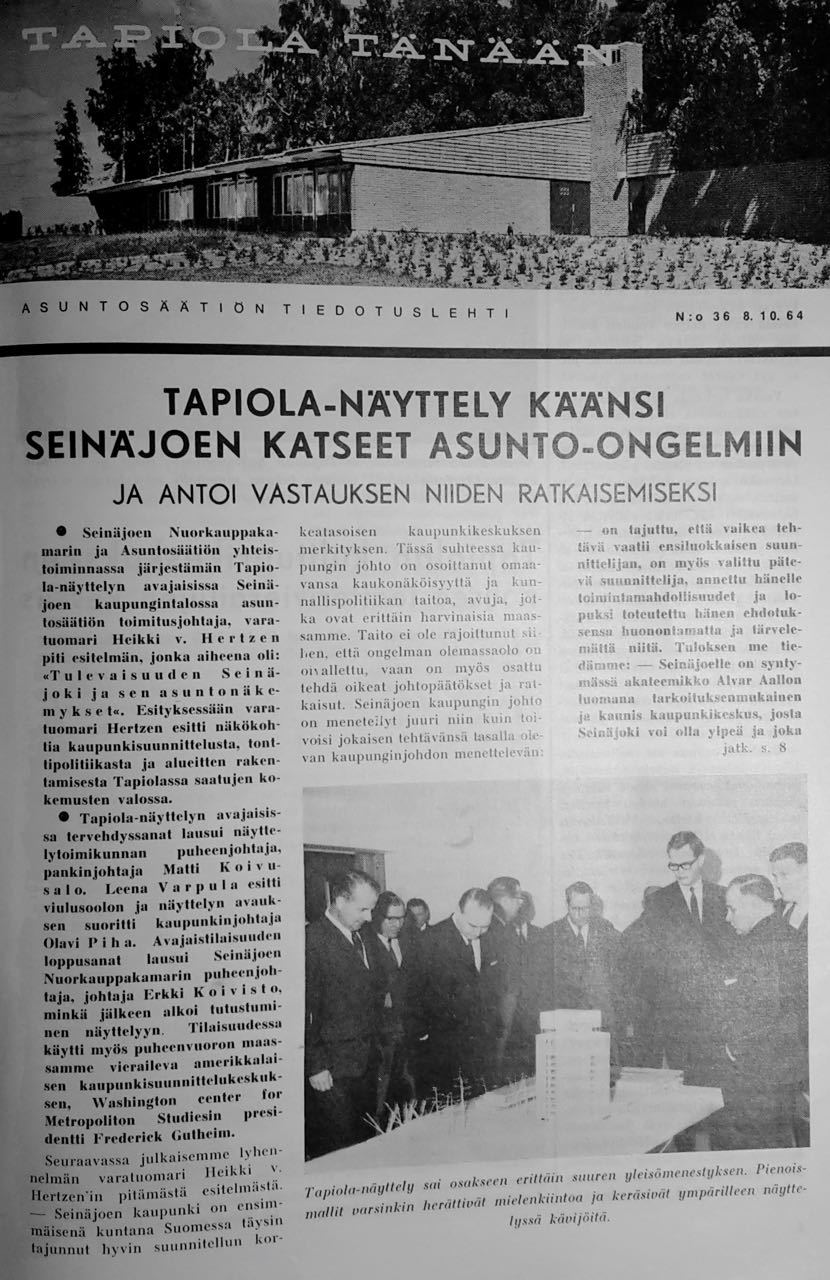 TAPIOLA TÄNÄÄN
ASUNTOSÄÄTIÖN TIEDOTUSLEHTI
N:o 36 8.10.64
TAPIOLA-NÄYTTELY KÄÄNSI
SEINÄJOEN KATSEET ASUNTO-ONGELMIIN
JA ANTOI VASTAUKSEN NIIDEN RATKAISEMISEKSI
● Seinäjoen Nuorkauppaka-
marin ja Asuntosäätiön yhteis-
toiminnassa järjestämän Tapio-
la-näyttelyn avajaisissa Seinä-
joen kaupungintalossa asun-
tosäätiön toimitusjohtaja, vara-
tuomari Heikki v. Hertzen
piti esitelmän, jonka aiheena oli:
«Tulevaisuuden Seinä-
joki ja sen asuntonäke-
mykset«. Esityksessään vara-
tuomari Hertzen esitti näkökoh-
tia kaupunkisuunnittelusta, tont-
tipolitiikasta ja alueitten raken-
tamisesta Tapiolassa saatujen ko-
kemusten valossa.
● Tapiola-näyttelyn avajaisis-
sa tervehdyssanat lausui näytte-
lytoimikunnan puheenjohtaja,
pankinjohtaja Matti Koivu-
salo. Leena Varpula esitti
viulusoolon ja näyttelyn avauk-
sen suoritti kaupunkinjohtaja
Olavi Piha. Avajaistilaisuuden
loppusanat lausui Seinäjoen
Nuorkauppakamarin puheenjoh-
taja, johtaja Erkki Koivisto,
minkä jälkeen alkoi tutustumi-
nen näyttelyyn. Tilaisuudessa
käytti myös puheenvuoron maas-
samme vieraileva amerikkalai-
sen kaupunkisuunnittelukeskuk-
sen, Washington center for
Metropoliton Studiesin presi-
dentti Frederick Gutheim.
Seuraavassa julkaisemme lyhen-
nelmän varatuomari Heikki v.
Hertzen'in pitämästä esitelmästä.
— Seinäjoen kaupunki on ensim-
mäisenä kuntana Suomessa täysin
tajunnut hyvin suunnitellun kor-
keatasoisen kaupunkikeskuksen
merkityksen. Tässä suhteessa kau-
pungin johto on osoittanut omaa-
vansa kaukonäköisyyttä ja kun-
nallispolitiikan taitoa, avuja, jot-
ka ovat erittäin harvinaisia maas-
samme. Taito ei ole rajoittunut sii-
hen, että ongelman olemassaolo on
oivallettu, vaan on myös osattu
tehdä oikeat johtopäätökset ja rat-
kaisut. Seinäjoen kaupungin johto
on menetellyt juuri niin kuin toi-
voisi jokaisen tehtävänsä tasalla ole-
van kaupunginjohdon menettelevän:
— on tajuttu, että vaikea teh-
tävä vaatii ensiluokkaisen suun-
nittelijan, on myös valittu päte-
vä suunnittelija, annettu hänelle
toimintamahdollisuudet ja lo-
puksi toteutettu hänen ehdotuk-
sensa huonontamatta ja tärvele-
mättä niitä. Tuloksen me tie-
dämme: — Seinäjoelle on synty-
mässä akateemikko Alvar Aallon
luomana tarkoituksenmukainen
ja kaunis kaupunkikeskus, josta
Seinäjoki voi olla ylpeä ja joka
jatk. s. 8
Tapiola-näyttely sai osakseen erittäin suuren yleisömenestyksen. Pienois-
mallit varsinkin herättivät mielenkiintoa ja keräsivät ympärilleen näytte-
lyssä kävijöitä.